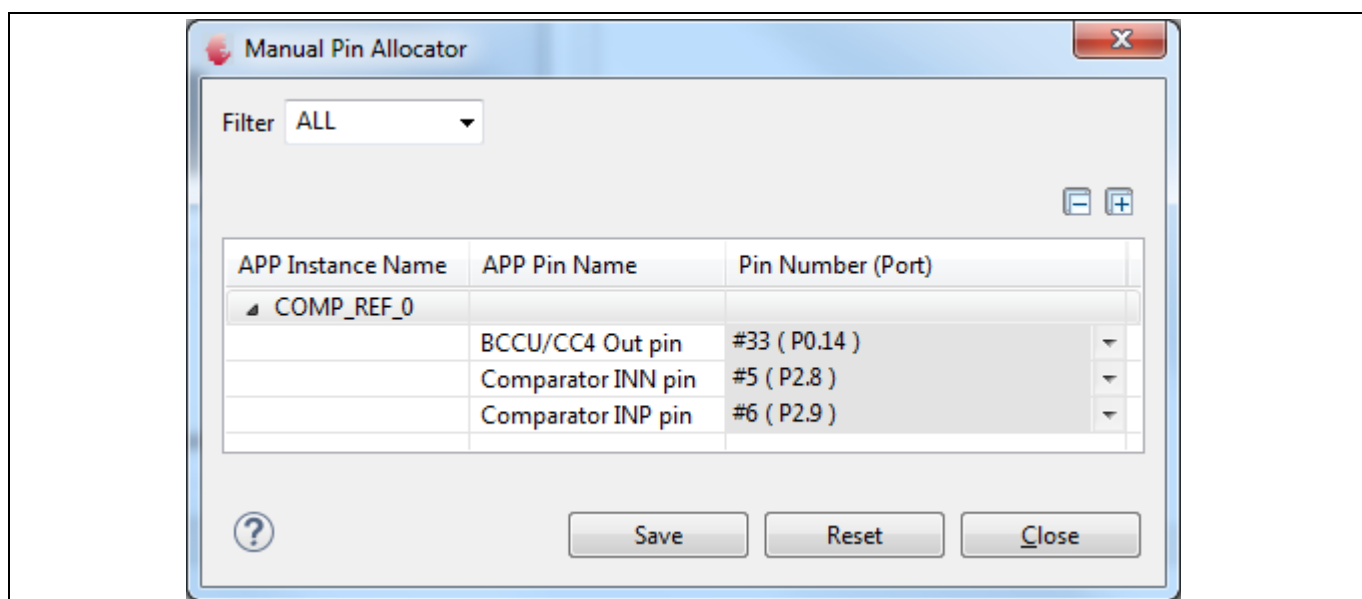 Manual Pin Allocator
Filter ALL
APP Instance Name APP Pin Name Pin Number (Port)
COMP_REF_0
BCCU/CC4 Out pin #33 ( P0.14 )
Comparator INN pin #5 ( P2.8 )
Comparator INP pin #6 ( P2.9 )
Save Reset Close